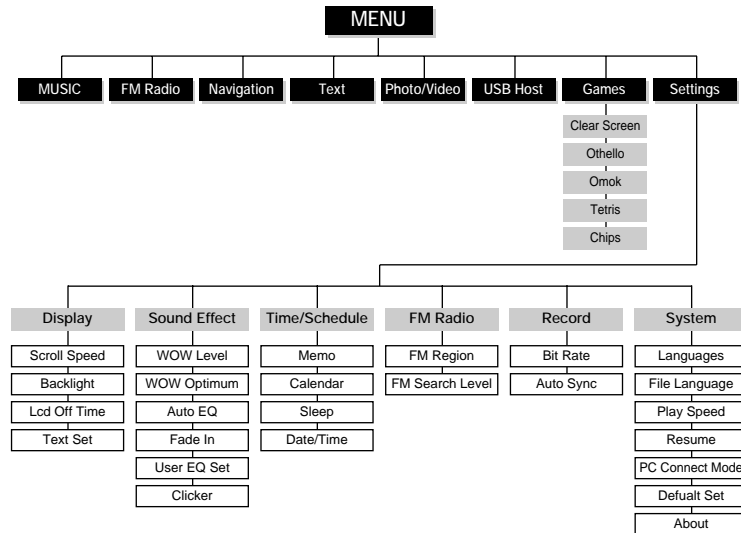 MENU
MUSIC
FM Radio
Navigation
Text
Photo/Video
USB Host
Games
Settings
Clear Screen
Othello
Omok
Tetris
Chips
Display
Scroll Speed
Backlight
Lcd Off Time
Text Set
Sound Effect
WOW Level
WOW Optimum
Auto EQ
Fade In
User EQ Set
Clicker
Time/Schedule
Memo
Calendar
Sleep
Date/Time
FM Radio
FM Region
FM Search Level
Record
Bit Rate
Auto Sync
System
Languages
File Language
Play Speed
Resume
PC Connect Mode
Defualt Set
About